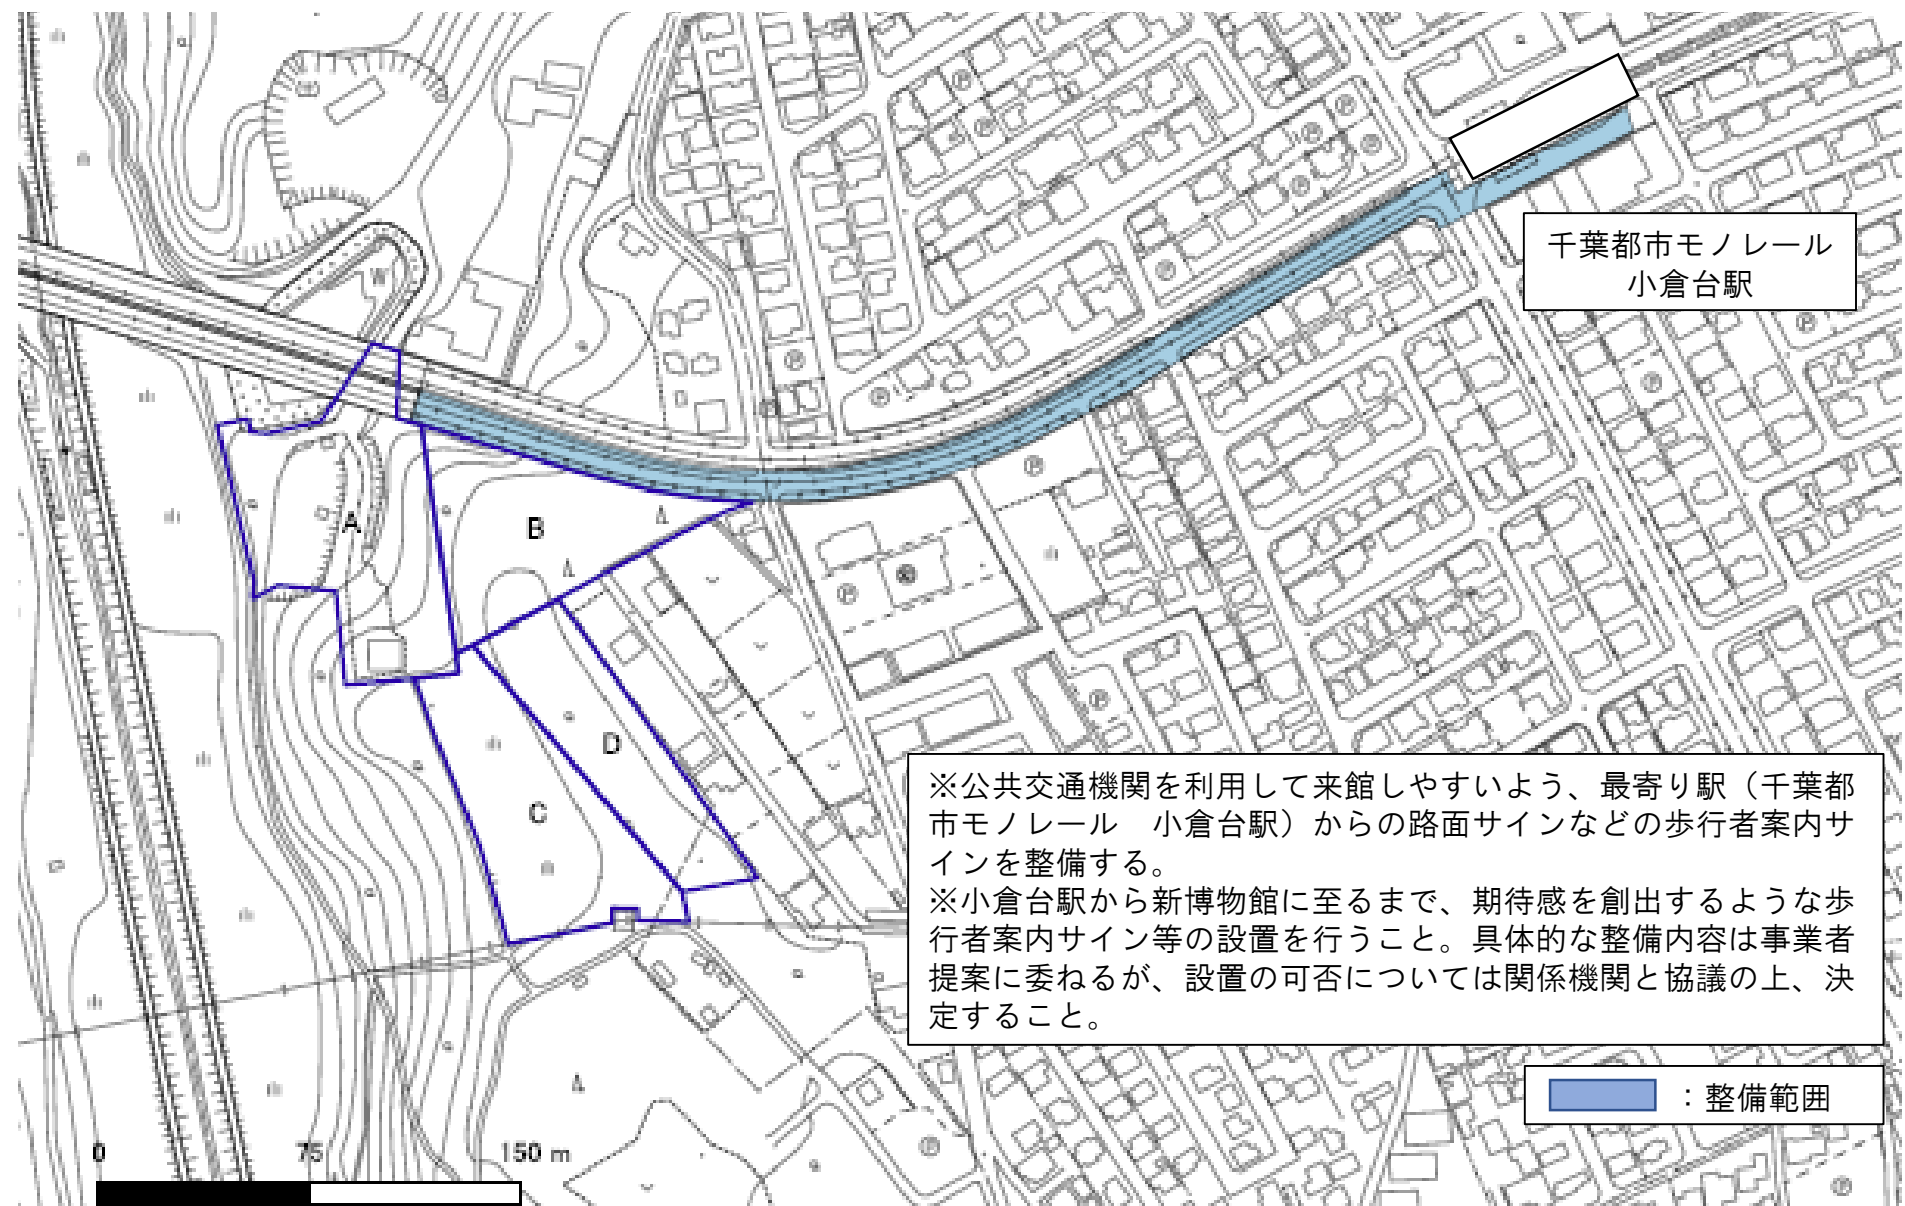 千葉都市モノレール
小倉台駅
A
B
D
C
※公共交通機関を利用して来館しやすいよう、最寄り駅（千葉都
市モノレール　小倉台駅）からの路面サインなどの歩行者案内サ
インを整備する。
※小倉台駅から新博物館に至るまで、期待感を創出するような歩
行者案内サイン等の設置を行うこと。具体的な整備内容は事業者
提案に委ねるが、設置の可否については関係機関と協議の上、決
定すること。
：整備範囲
0 75 150 m